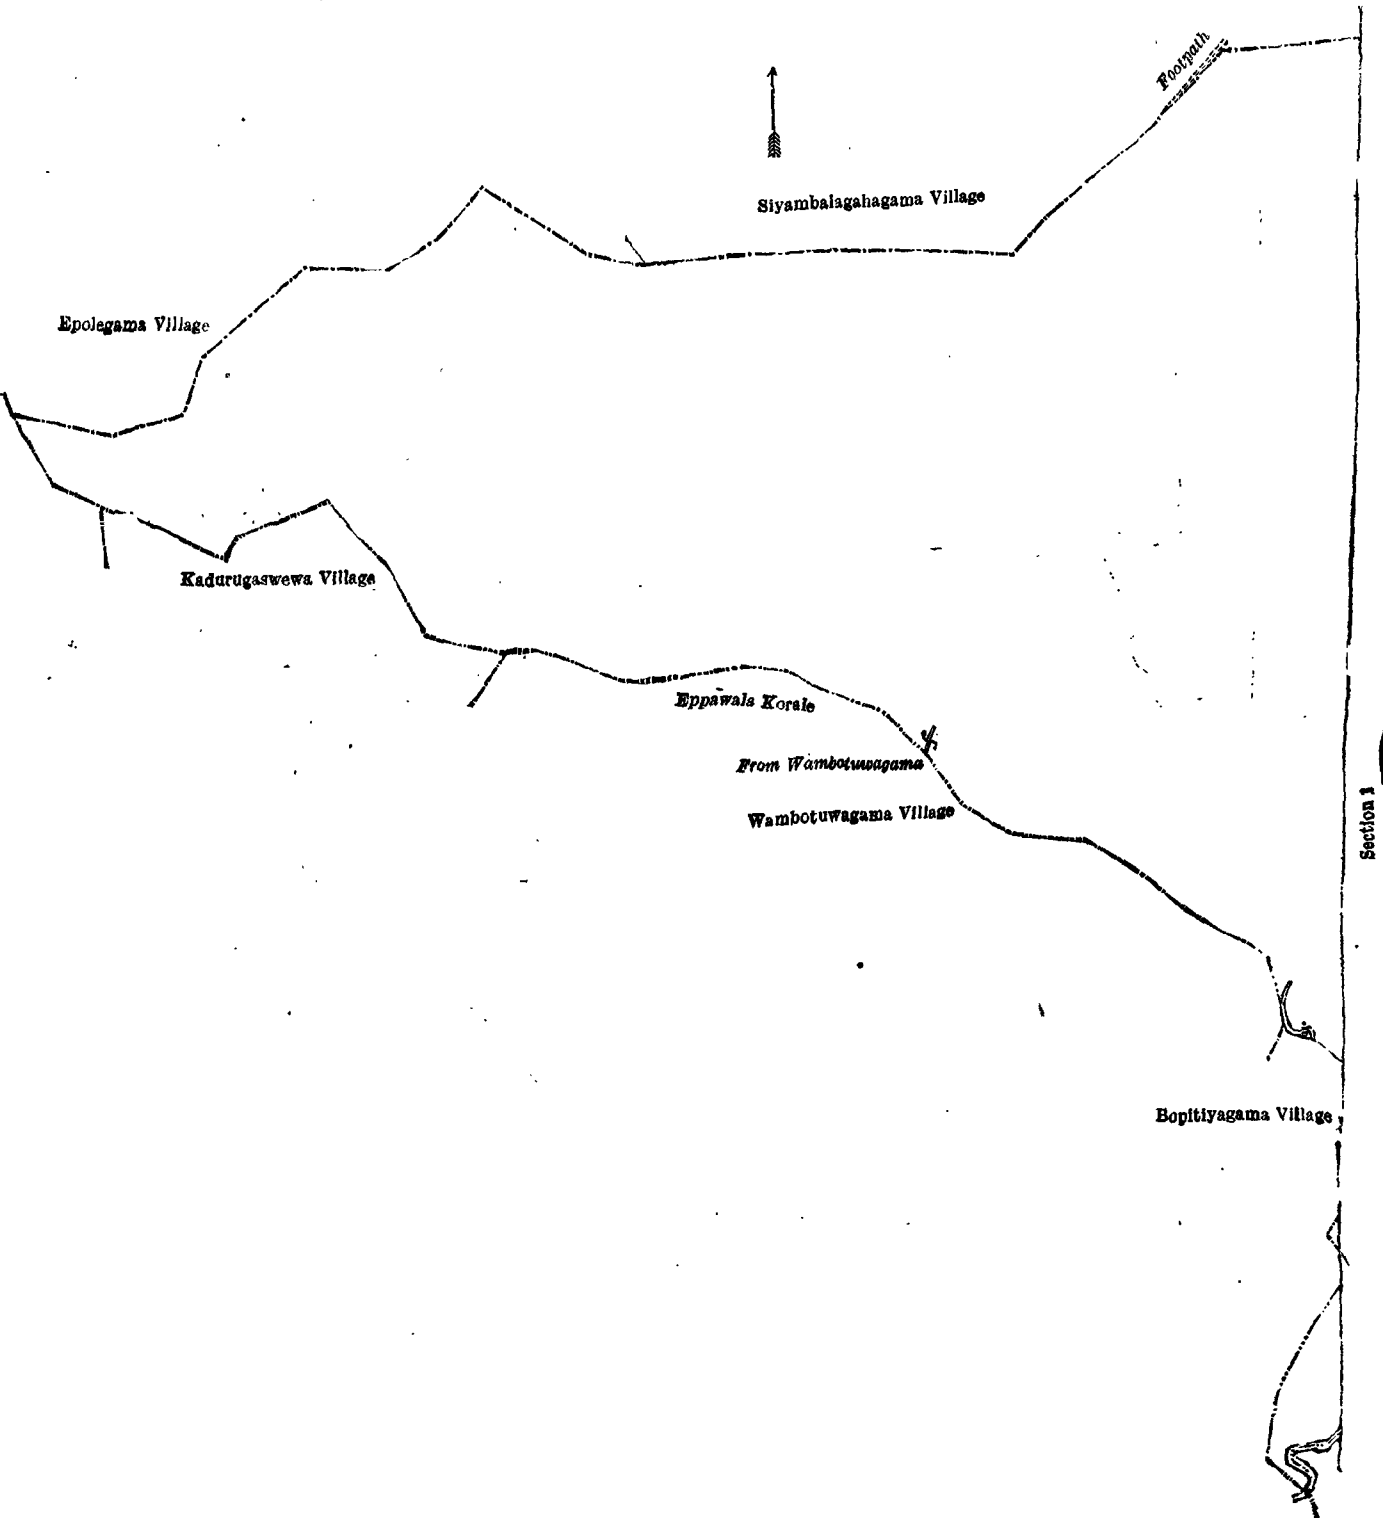 Footpath
Siyambalagahagama Village
Epolegama Village
Kadurugaswewa Village
Eppawala Korale
From Wambotuwagama
Wambotuwagama Village
Section 1
Bopitiyagama Village